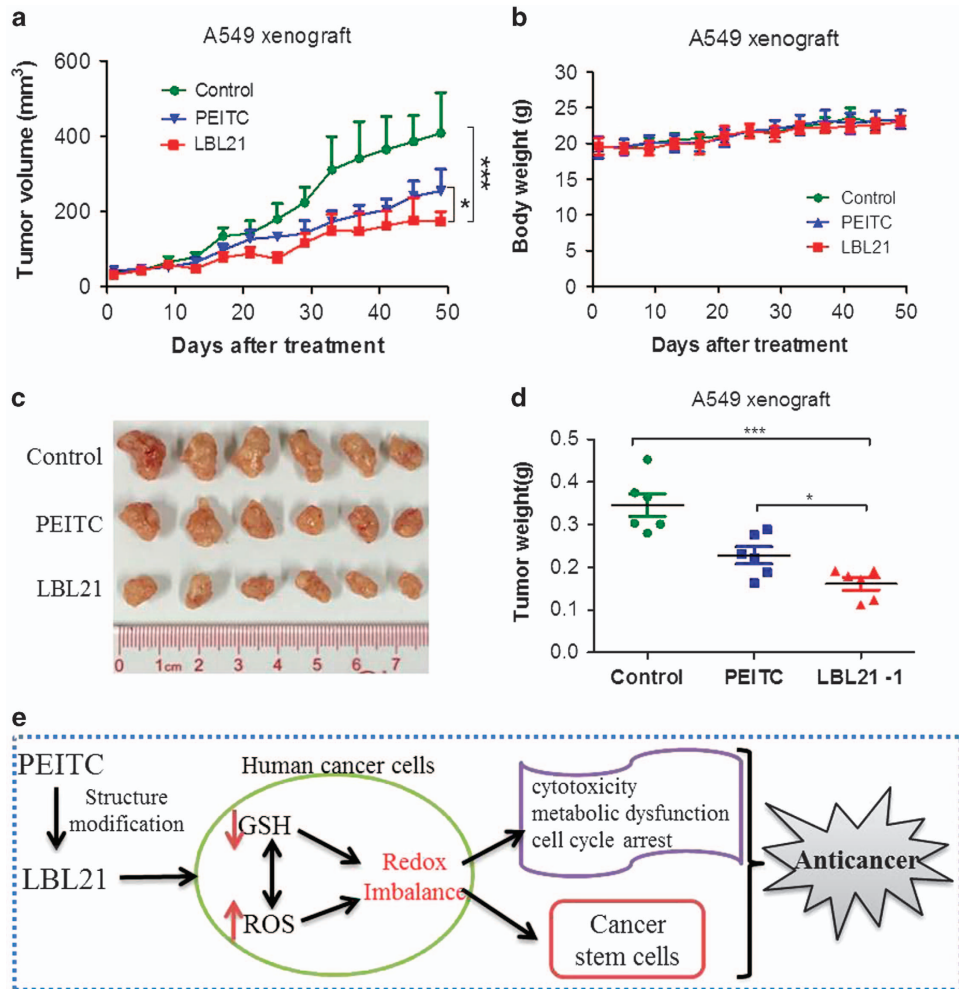 a
A549 xenograft
Tumor volume (mm³)
600
400
200
0
Control
PEITC
LBL21
***
*
0 10 20 30 40 50
Days after treatment
b
A549 xenograft
Body weight (g)
30
25
20
15
10
5
0
Control
PEITC
LBL21
0 10 20 30 40 50
Days after treatment
c
Control
PEITC
LBL21
0 1cm 2 3 4 5 6 7
d
A549 xenograft
Tumor weight(g)
0.5
0.4
0.3
0.2
0.1
0.0
***
*
Control PEITC LBL21 -1
e
PEITC
Structure
modification
LBL21
Human cancer cells
GSH
ROS
Redox
Imbalance
cytotoxicity
metabolic dysfunction
cell cycle arrest
Cancer
stem cells
Anticancer